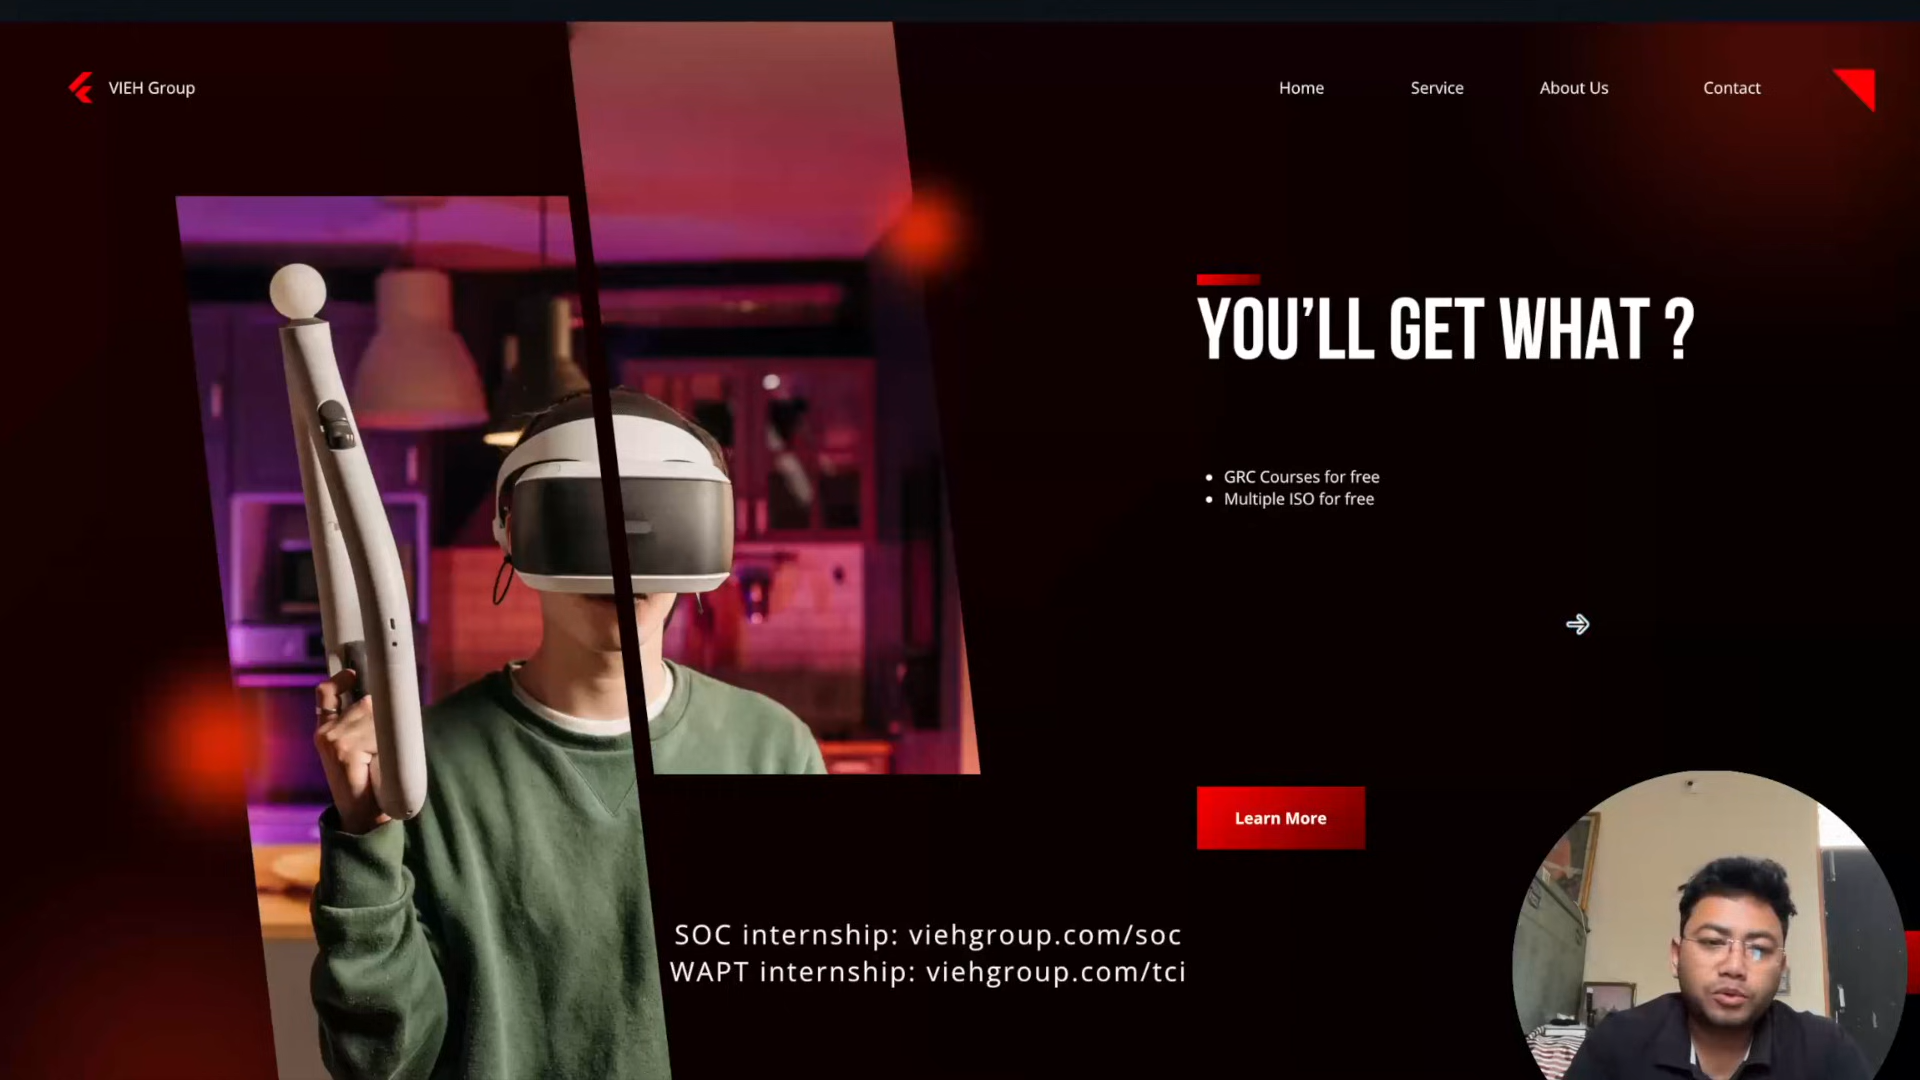 VIEH Group
Home
Service
About Us
Contact
YOU’LL GET WHAT ?
GRC Courses for free
Multiple ISO for free
Learn More
SOC internship: viehgroup.com/soc
WAPT internship: viehgroup.com/tci